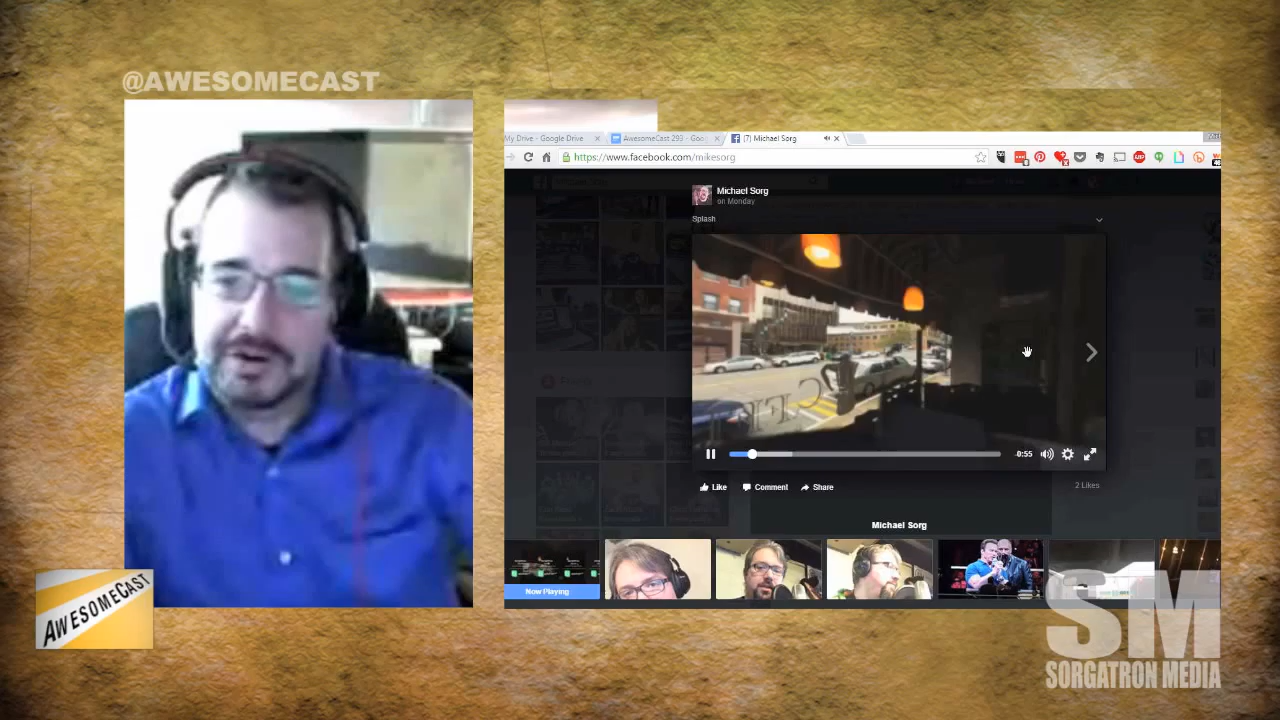 @AWESOMECAST
My Drive - Google Drive
AwesomeCast 293 - Goo
(7) Michael Sorg
https://www.facebook.com/mikesorg
Michael Sorg
on Monday
Splash
-0:55
Like
Comment
Share
2 Likes
Michael Sorg
Now Playing
AWESOMECAST
SM
SORGATRON MEDIA